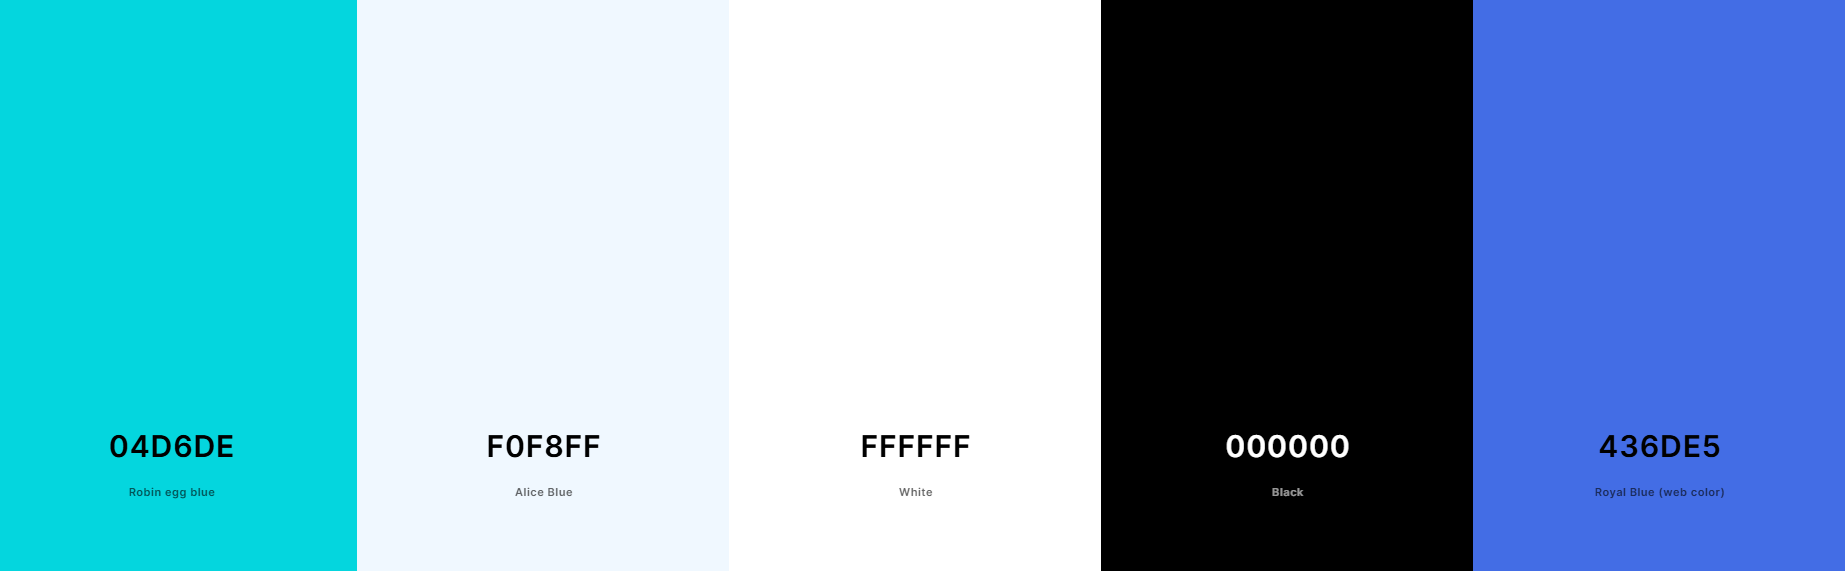 04D6DE
Robin egg blue
F0F8FF
Alice Blue
FFFFFF
White
000000
Black
436DE5
Royal Blue (web color)